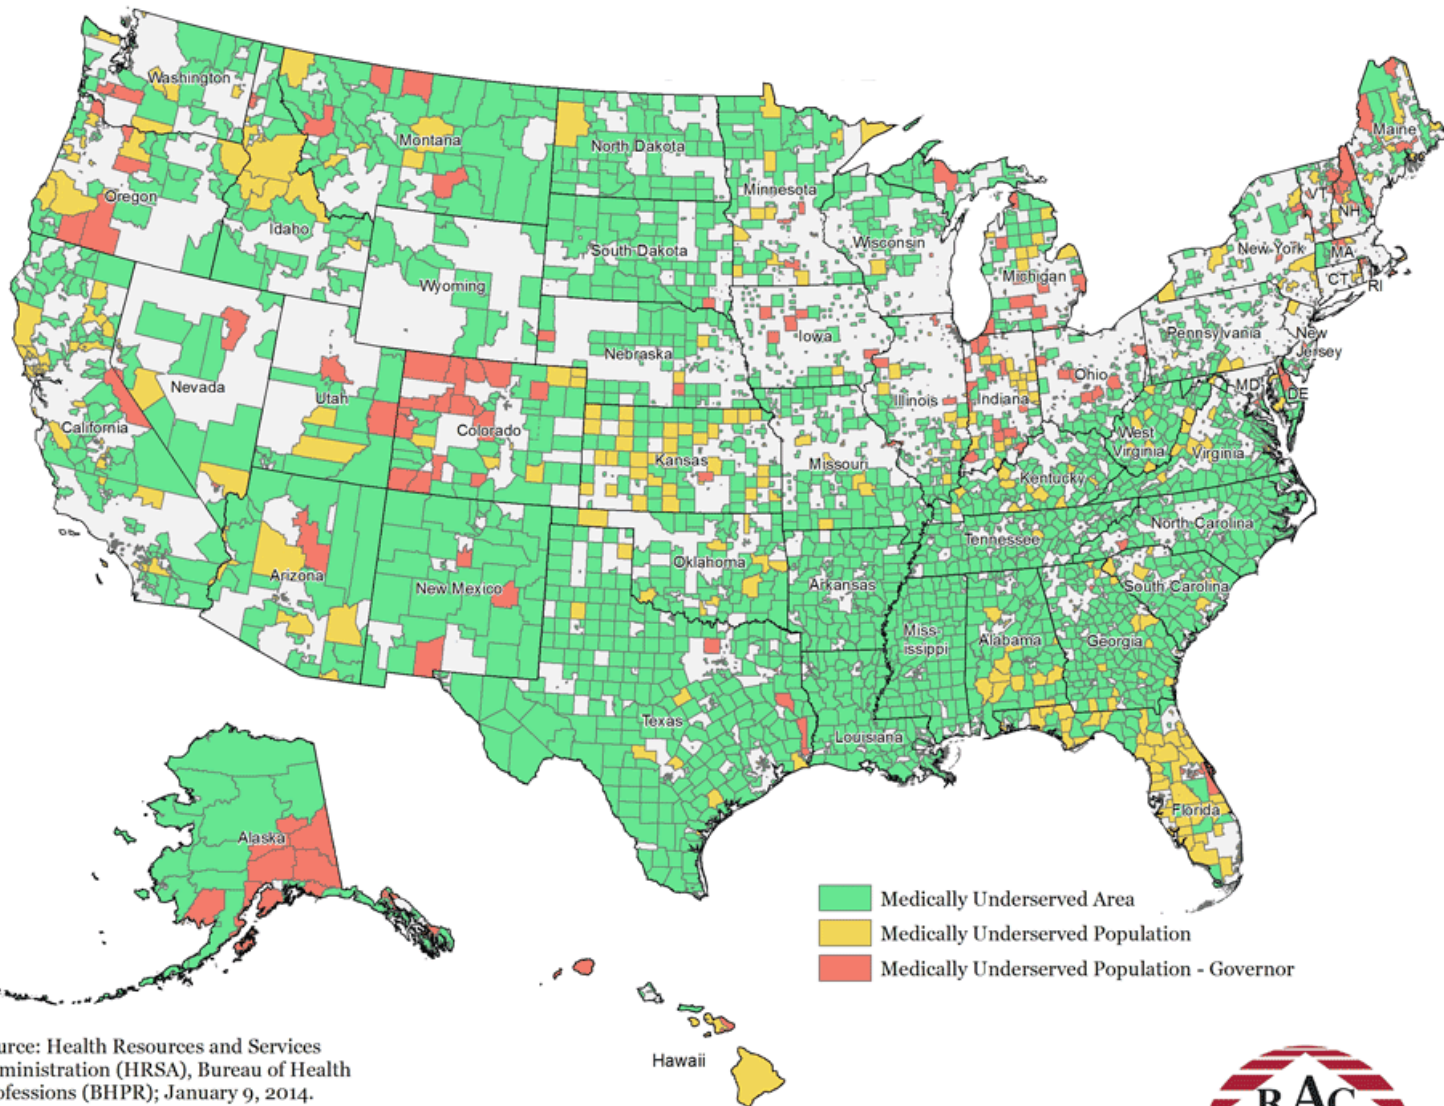 Washington
Montana
North Dakota
Minnesota
Maine
Oregon
Idaho
VT
NH
South Dakota
Wisconsin
New York
MA
Wyoming
Michigan
CT
RI
Iowa
Pennsylvania
New
Jersey
Nebraska
Nevada
Utah
Illinois
Indiana
Ohio
MD
DE
California
Colorado
Kansas
Missouri
West
Virginia
Virginia
Kentucky
North Carolina
Tennessee
Arizona
New Mexico
Oklahoma
Arkansas
South Carolina
Miss-
issippi
Alabama
Georgia
Texas
Louisiana
Florida
Alaska
Hawaii
Medically Underserved Area
Medically Underserved Population
Medically Underserved Population - Governor
urce: Health Resources and Services
ministration (HRSA), Bureau of Health
ofessions (BHPR); January 9, 2014.
RAC